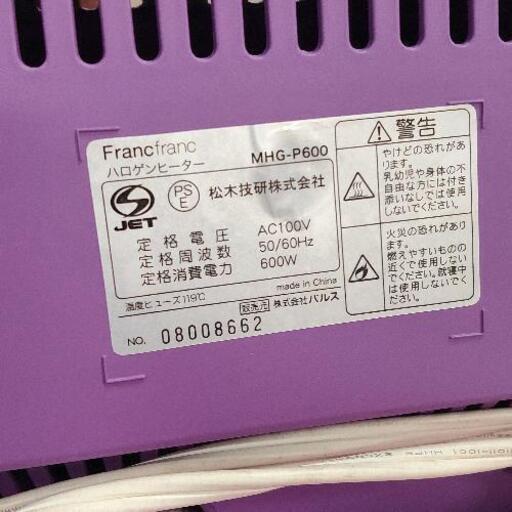 Francfranc
ハロゲンヒーター MHG-P600
JET
PS
E
松木技研株式会社
定格電圧 AC100V
定格周波数 50/60Hz
定格消費電力 600W
made in China
温度ヒューズ119℃
販売元 株式会社バルス
NO. 08008662
警告
やけどの恐れがあ
ります。
乳幼児や身体の不
自由な方には付き
添いなしでは使用
しないでください。
火災の恐れがあり
ます。
燃えやすいものの
近くで使用しない
でください。就寝中
は使用しないでく
ださい。